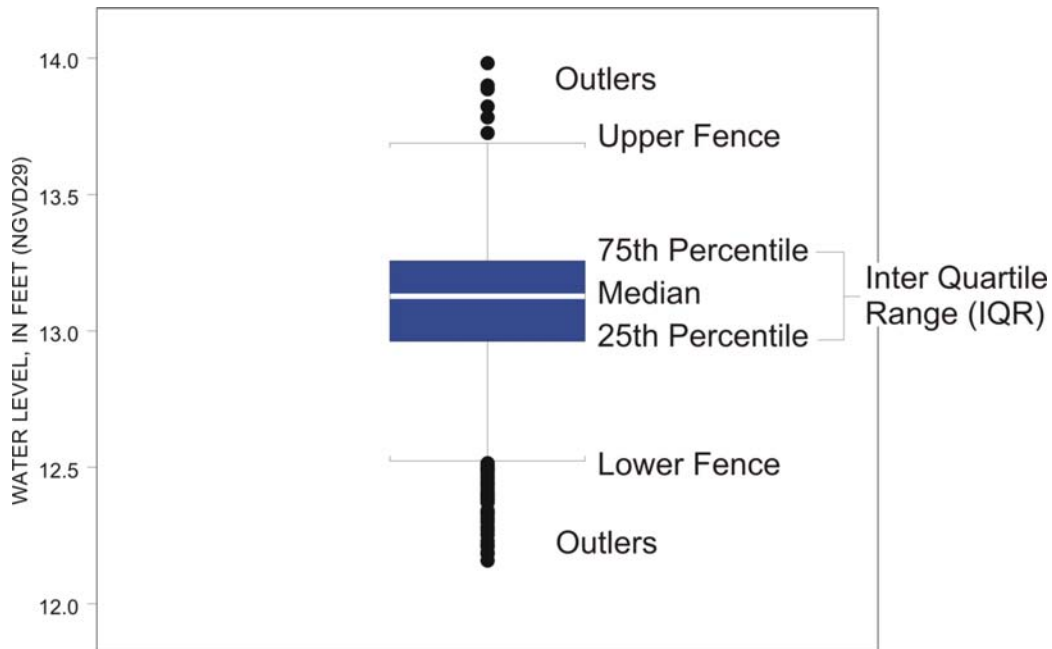 WATER LEVEL, IN FEET (NGVD29)
14.0
13.5
13.0
12.5
12.0
Outlers
Upper Fence
75th Percentile
Median
25th Percentile
Inter Quartile
Range (IQR)
Lower Fence
Outlers